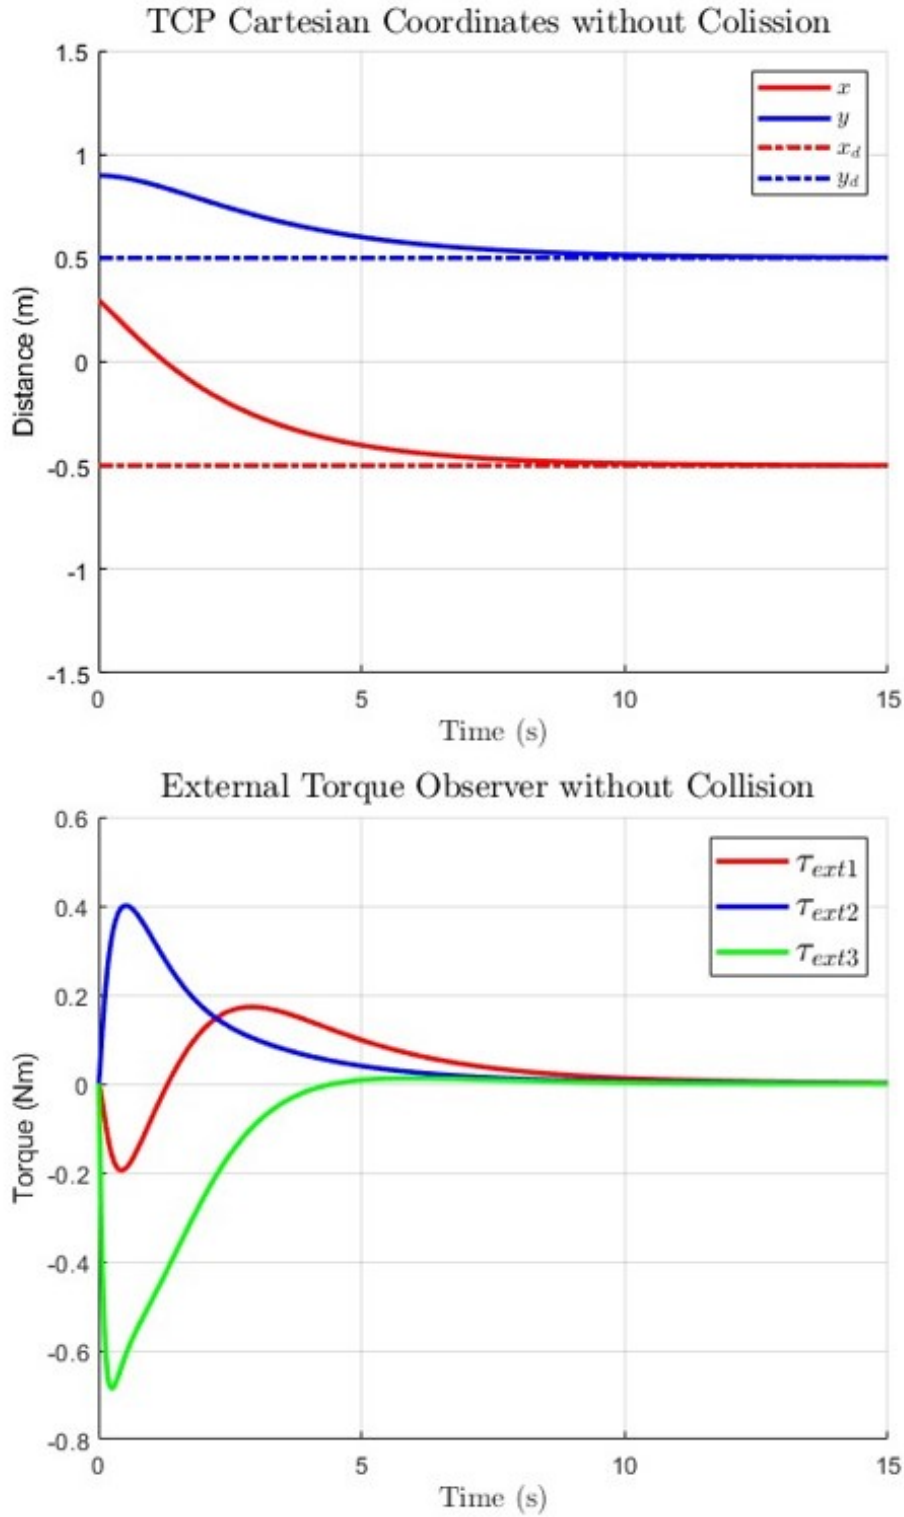 TCP Cartesian Coordinates without Colission
1.5
1
0.5
0
-0.5
-1
-1.5
Distance (m)
x
y
x_d
y_d
0 5 10 15
Time (s)
External Torque Observer without Collision
0.6
0.4
0.2
0
-0.2
-0.4
-0.6
-0.8
Torque (Nm)
τ_ext1
τ_ext2
τ_ext3
0 5 10 15
Time (s)